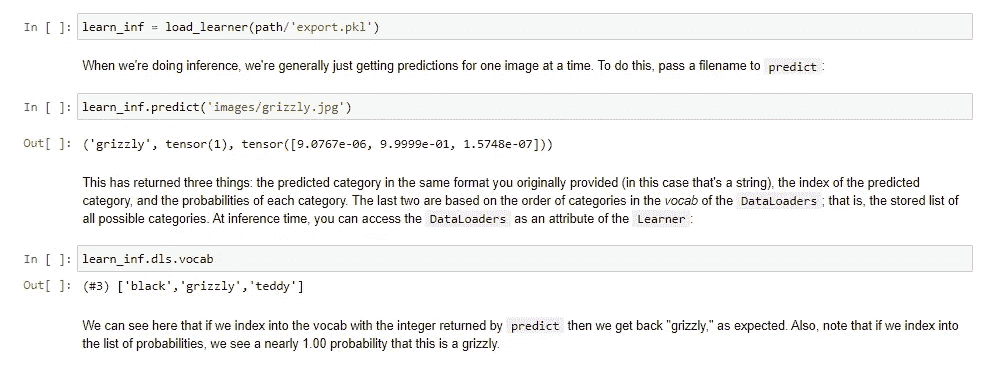 In [ ]: learn_inf = load_learner(path/'export.pkl')
When we're doing inference, we're generally just getting predictions for one image at a time. To do this, pass a filename to predict :
In [ ]: learn_inf.predict('images/grizzly.jpg')
Out[ ]: ('grizzly', tensor(1), tensor([9.0767e-06, 9.9999e-01, 1.5748e-07]))
This has returned three things: the predicted category in the same format you originally provided (in this case that's a string), the index of the predicted
category, and the probabilities of each category. The last two are based on the order of categories in the vocab of the DataLoaders ; that is, the stored list of
all possible categories. At inference time, you can access the DataLoaders as an attribute of the Learner :
In [ ]: learn_inf.dls.vocab
Out[ ]: (#3) ['black','grizzly','teddy']
We can see here that if we index into the vocab with the integer returned by predict then we get back "grizzly," as expected. Also, note that if we index into
the list of probabilities, we see a nearly 1.00 probability that this is a grizzly.